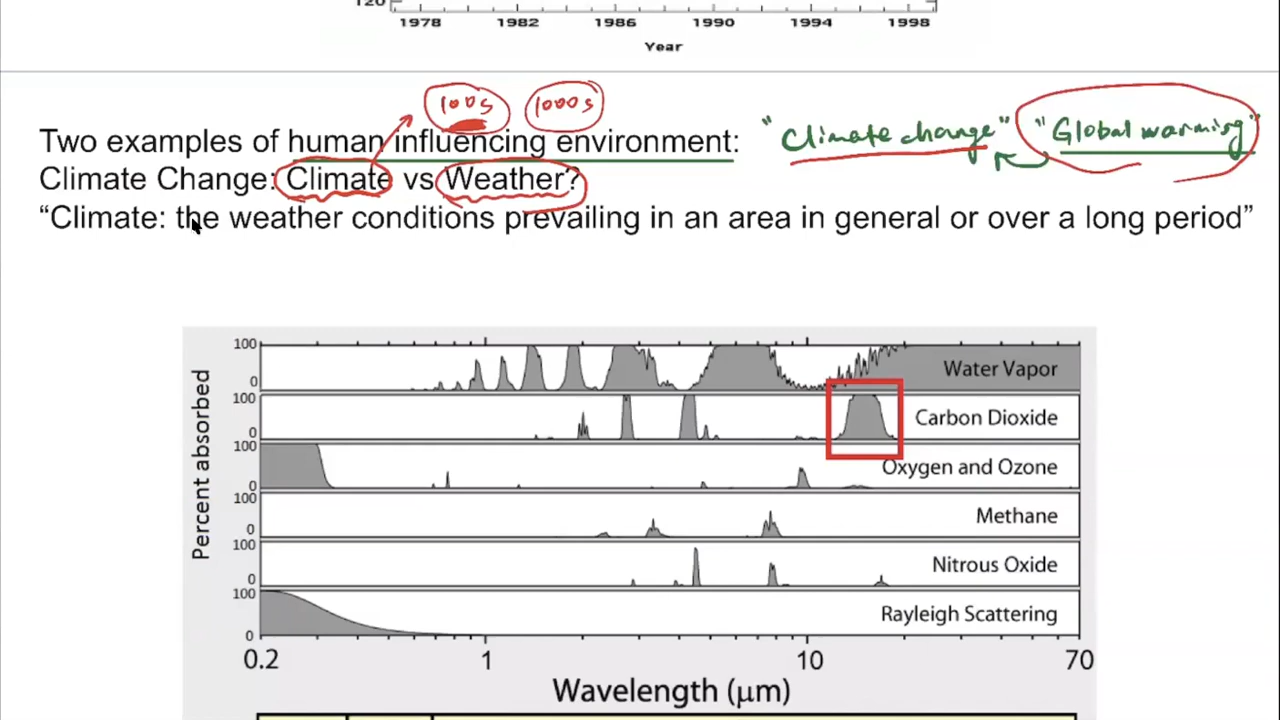 120
1978 1982 1986 1990 1994 1998
Year
100s 1000s
"Climate change" "Global warming"
Two examples of human influencing environment:
Climate Change: Climate vs Weather?
“Climate: the weather conditions prevailing in an area in general or over a long period”
Percent absorbed
100
0
Water Vapor
100
0
Carbon Dioxide
100
0
Oxygen and Ozone
100
0
Methane
100
0
Nitrous Oxide
100
0
Rayleigh Scattering
0.2 1 10 70
Wavelength (μm)